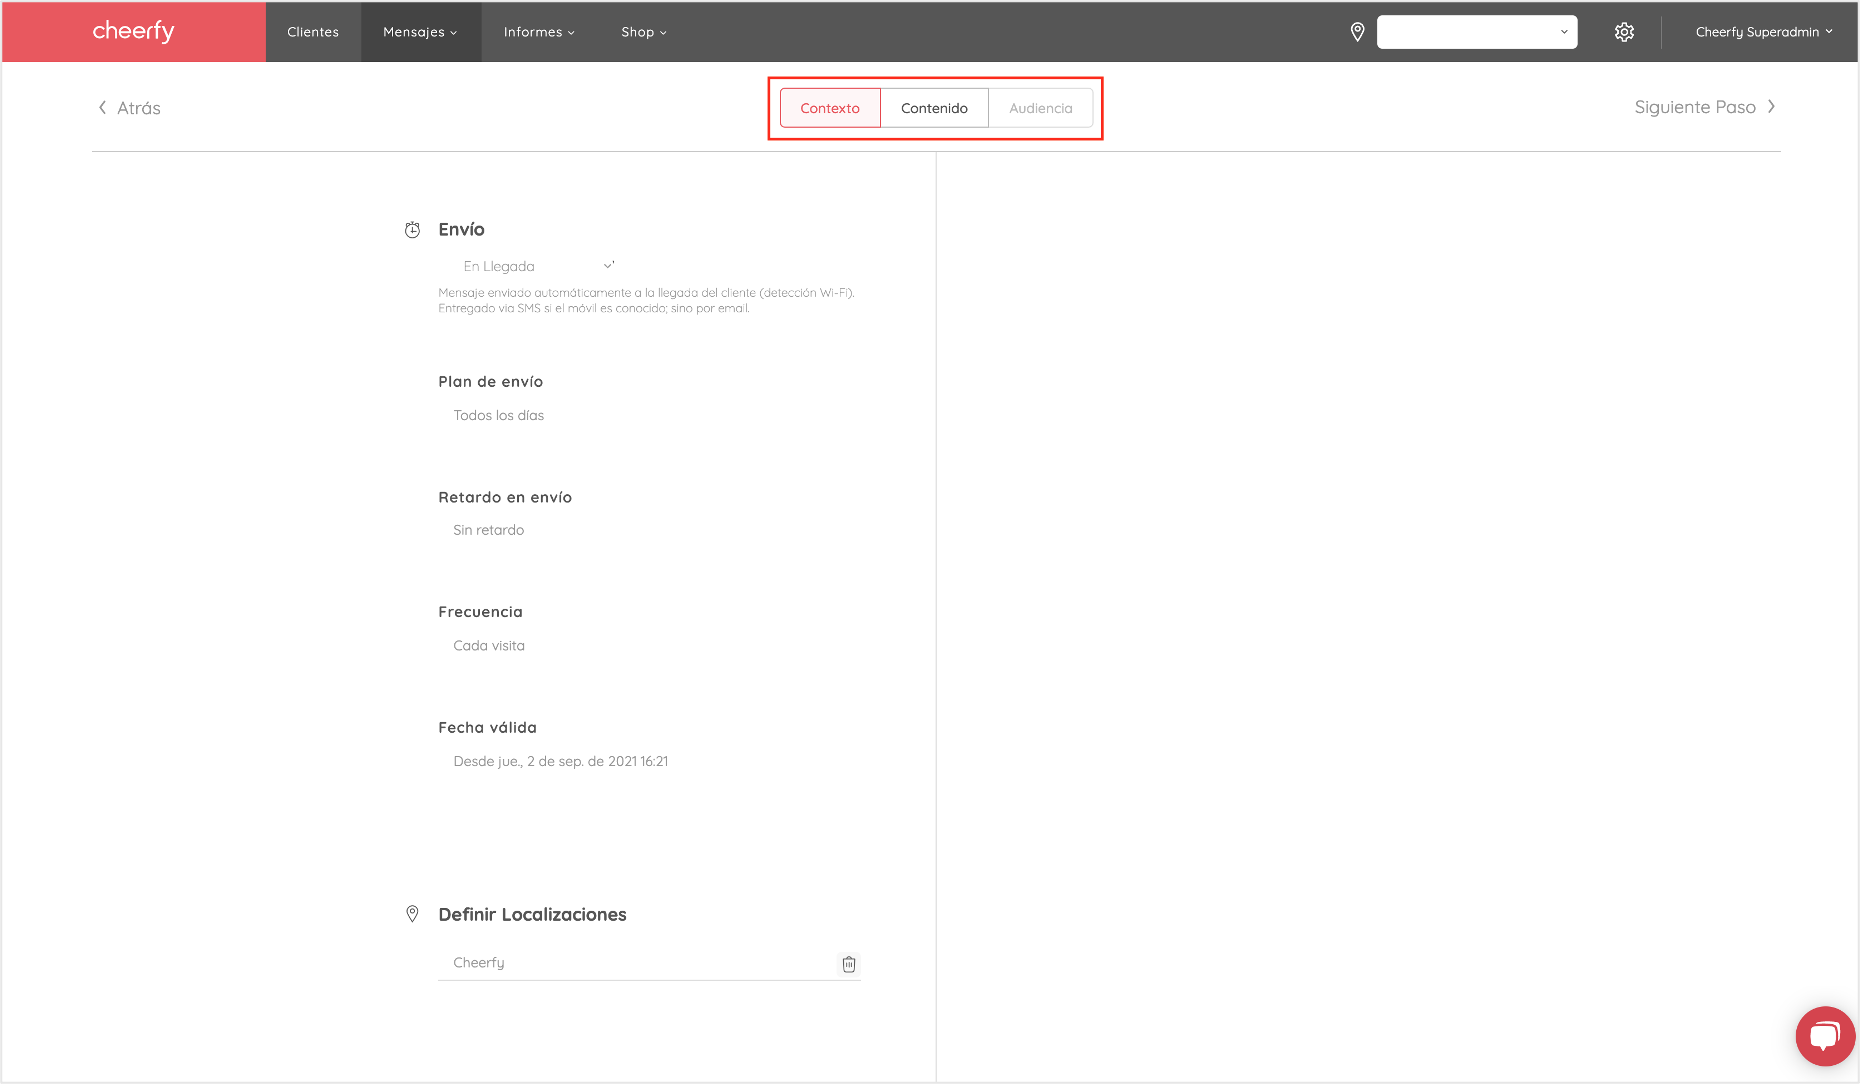 cheerfy
Clientes
Mensajes
Informes
Shop
Cheerfy Superadmin
Atrás
Contexto
Contenido
Audiencia
Siguiente Paso
Envío
En Llegada
Mensaje enviado automáticamente a la llegada del cliente (detección Wi-Fi).
Entregado via SMS si el móvil es conocido; sino por email.
Plan de envío
Todos los días
Retardo en envío
Sin retardo
Frecuencia
Cada visita
Fecha válida
Desde jue., 2 de sep. de 2021 16:21
Definir Localizaciones
Cheerfy